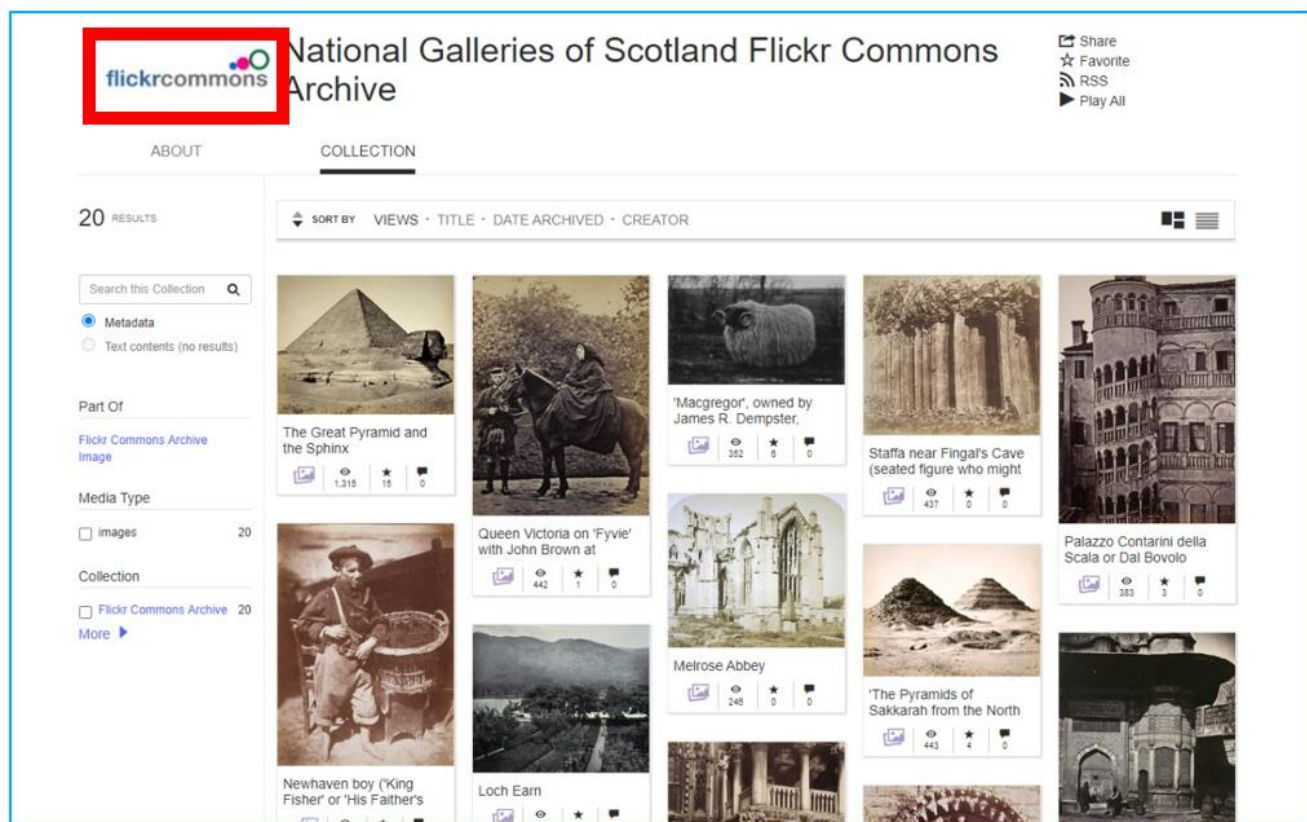 flickrcommons
National Galleries of Scotland Flickr Commons
Archive
Share
Favorite
RSS
Play All
ABOUT
COLLECTION
20 RESULTS
SORT BY VIEWS · TITLE · DATE ARCHIVED · CREATOR
Search this Collection
Metadata
Text contents (no results)
Part Of
Flickr Commons Archive
Image
Media Type
images 20
Collection
Flickr Commons Archive 20
More
The Great Pyramid and
the Sphinx
1,315 15 0
Newhaven boy ('King
Fisher' or 'His Faither's
Queen Victoria on 'Fyvie'
with John Brown at
442 1 0
Loch Earn
'Macgregor', owned by
James R. Dempster,
352 6 0
Melrose Abbey
246 0 0
Staffa near Fingal's Cave
(seated figure who might
437 0 0
'The Pyramids of
Sakkarah from the North
443 4 0
Palazzo Contarini della
Scala or Dal Bovolo
383 3 0